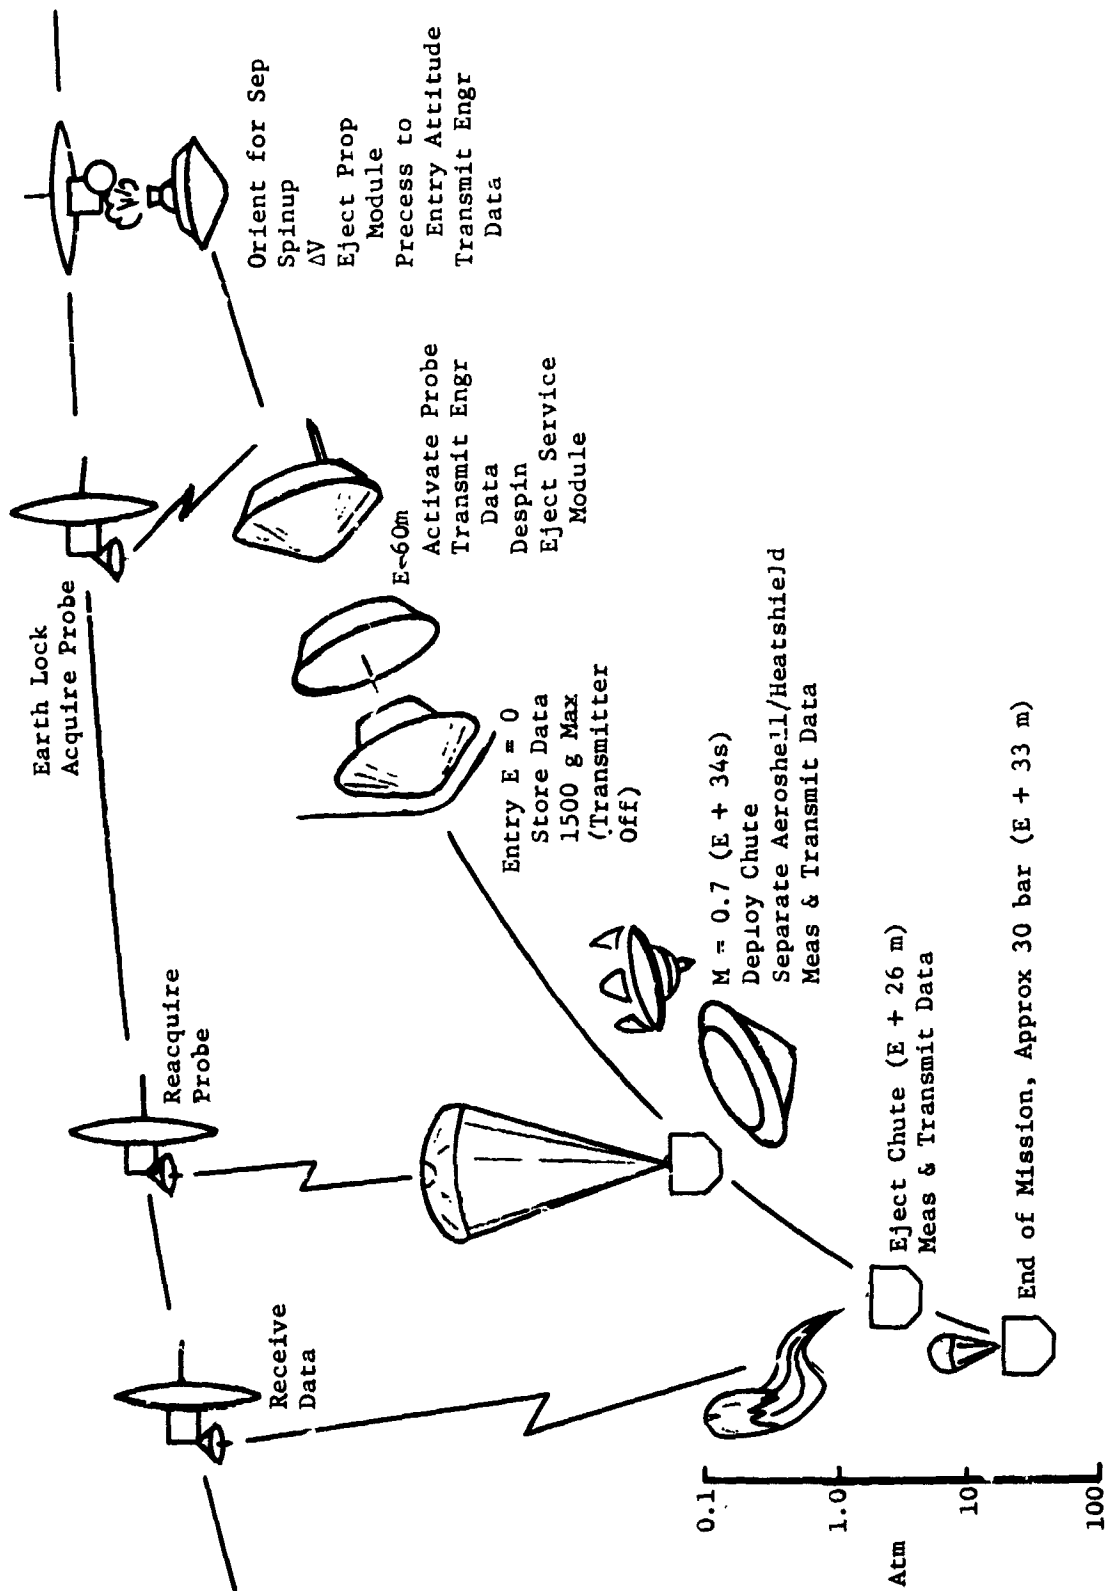 Earth Lock
Acquire Probe
Reacquire
Probe
Receive
Data
Orient for Sep
Spinup
ΔV
Eject Prop
Module
Precess to
Entry Attitude
Transmit Engr
Data
E-60m
Activate Probe
Transmit Engr
Data
Despin
Eject Service
Module
Entry E = 0
Store Data
1500 g Max
(Transmitter
Off)
M = 0.7 (E + 34s)
Deploy Chute
Separate Aeroshell/Heatshield
Meas & Transmit Data
Eject Chute (E + 26 m)
Meas & Transmit Data
End of Mission, Approx 30 bar (E + 33 m)
0.1
1.0
10
100
Atm